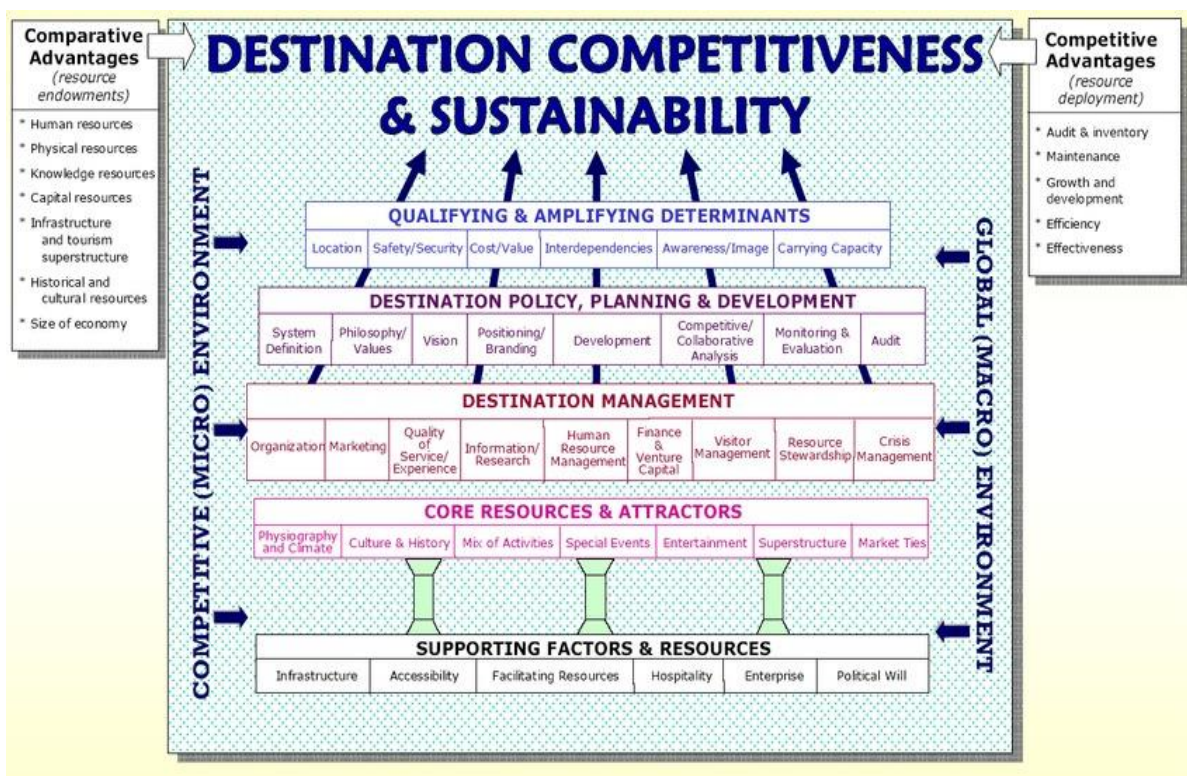 Comparative
Advantages
(resource
endowments)
* Human resources
* Physical resources
* Knowledge resources
* Capital resources
* Infrastructure
and tourism
superstructure
* Historical and
cultural resources
* Size of economy
DESTINATION COMPETITIVENESS
& SUSTAINABILITY
Competitive
Advantages
(resource
deployment)
* Audit & inventory
* Maintenance
* Growth and
development
* Efficiency
* Effectiveness
COMPETITIVE (MICRO) ENVIRONMENT
GLOBAL (MACRO) ENVIRONMENT
QUALIFYING & AMPLIFYING DETERMINANTS
Location
Safety/Security
Cost/Value
Interdependencies
Awareness/Image
Carrying Capacity
DESTINATION POLICY, PLANNING & DEVELOPMENT
System
Definition
Philosophy/
Values
Vision
Positioning/
Branding
Development
Competitive/
Collaborative
Analysis
Monitoring &
Evaluation
Audit
DESTINATION MANAGEMENT
Organization
Marketing
Quality
of
Service/
Experience
Information/
Research
Human
Resource
Management
Finance
&
Venture
Capital
Visitor
Management
Resource
Stewardship
Crisis
Management
CORE RESOURCES & ATTRACTORS
Physiography
and Climate
Culture & History
Mix of Activities
Special Events
Entertainment
Superstructure
Market Ties
SUPPORTING FACTORS & RESOURCES
Infrastructure
Accessibility
Facilitating Resources
Hospitality
Enterprise
Political Will